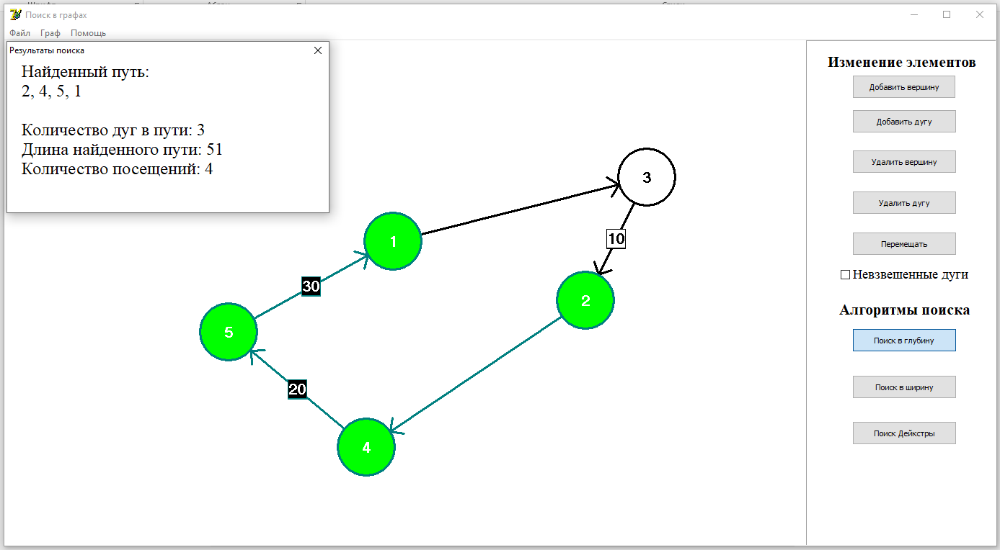 Поиск в графах
Файл Граф Помощь
Результаты поиска
Найденный путь:
2, 4, 5, 1
Количество дуг в пути: 3
Длина найденного пути: 51
Количество посещений: 4
3
10
1
2
30
5
20
4
Изменение элементов
Добавить вершину
Добавить дугу
Удалить вершину
Удалить дугу
Перемещать
Невзвешенные дуги
Алгоритмы поиска
Поиск в глубину
Поиск в ширину
Поиск Дейкстры